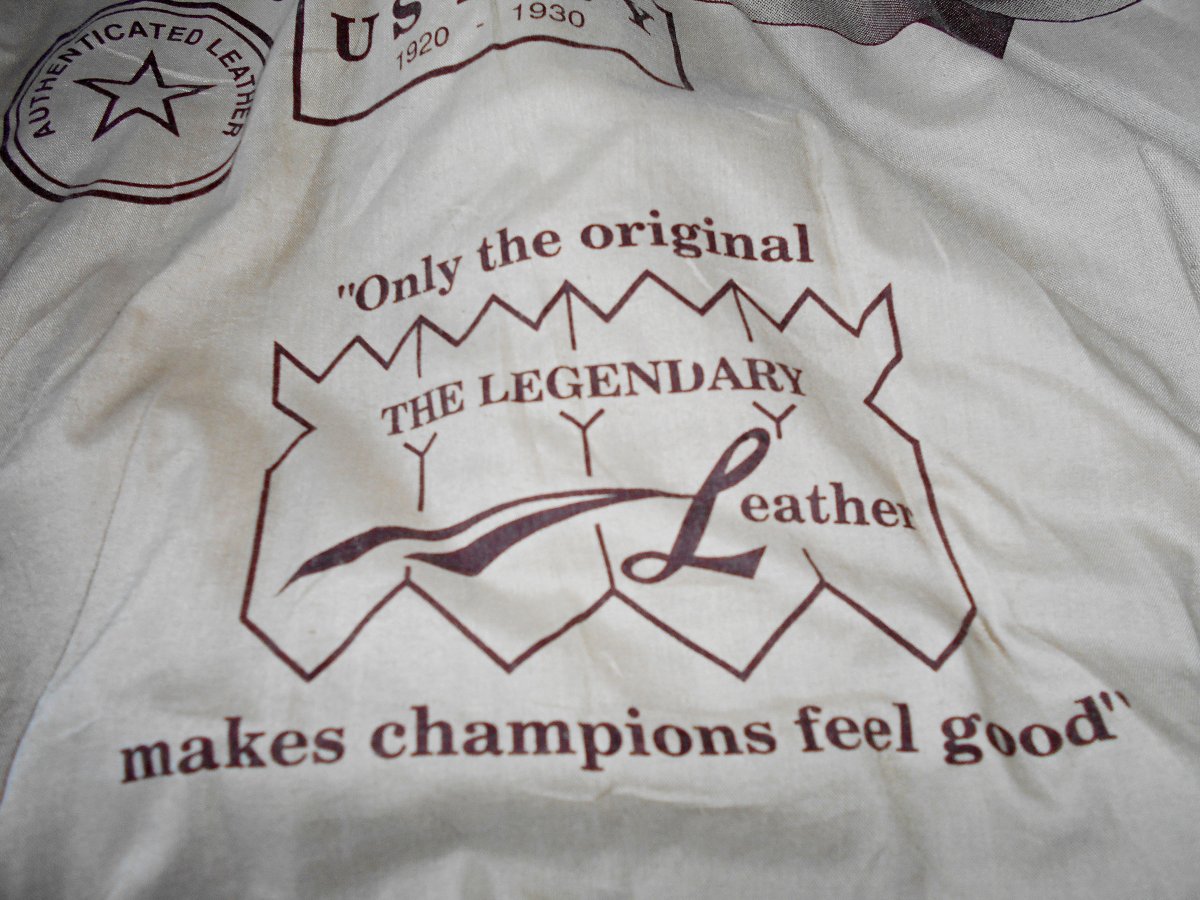 AUTHENTICATED LEATHER
US
1920 - 1930
"Only the original
THE LEGENDARY
Leather
makes champions feel good"